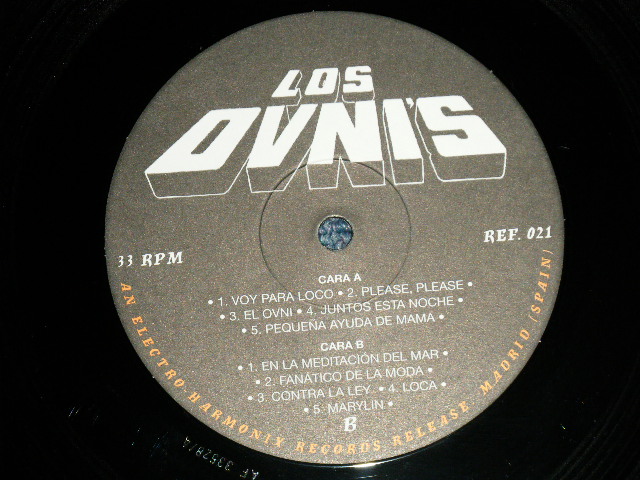 LOS
OVNI'S
33 RPM
REF. 021
CARA A
• 1. VOY PARA LOCO • 2. PLEASE, PLEASE •
• 3. EL OVNI • 4. JUNTOS ESTA NOCHE •
• 5. PEQUEÑA AYUDA DE MAMA •
CARA B
• 1. EN LA MEDITACIÓN DEL MAR •
• 2. FANÁTICO DE LA MODA •
• 3. CONTRA LA LEY. • 4. LOCA •
• 5. MARYLIN •
B
AN ELECTRO-HARMONIX RECORDS RELEASE MADRID (SPAIN)